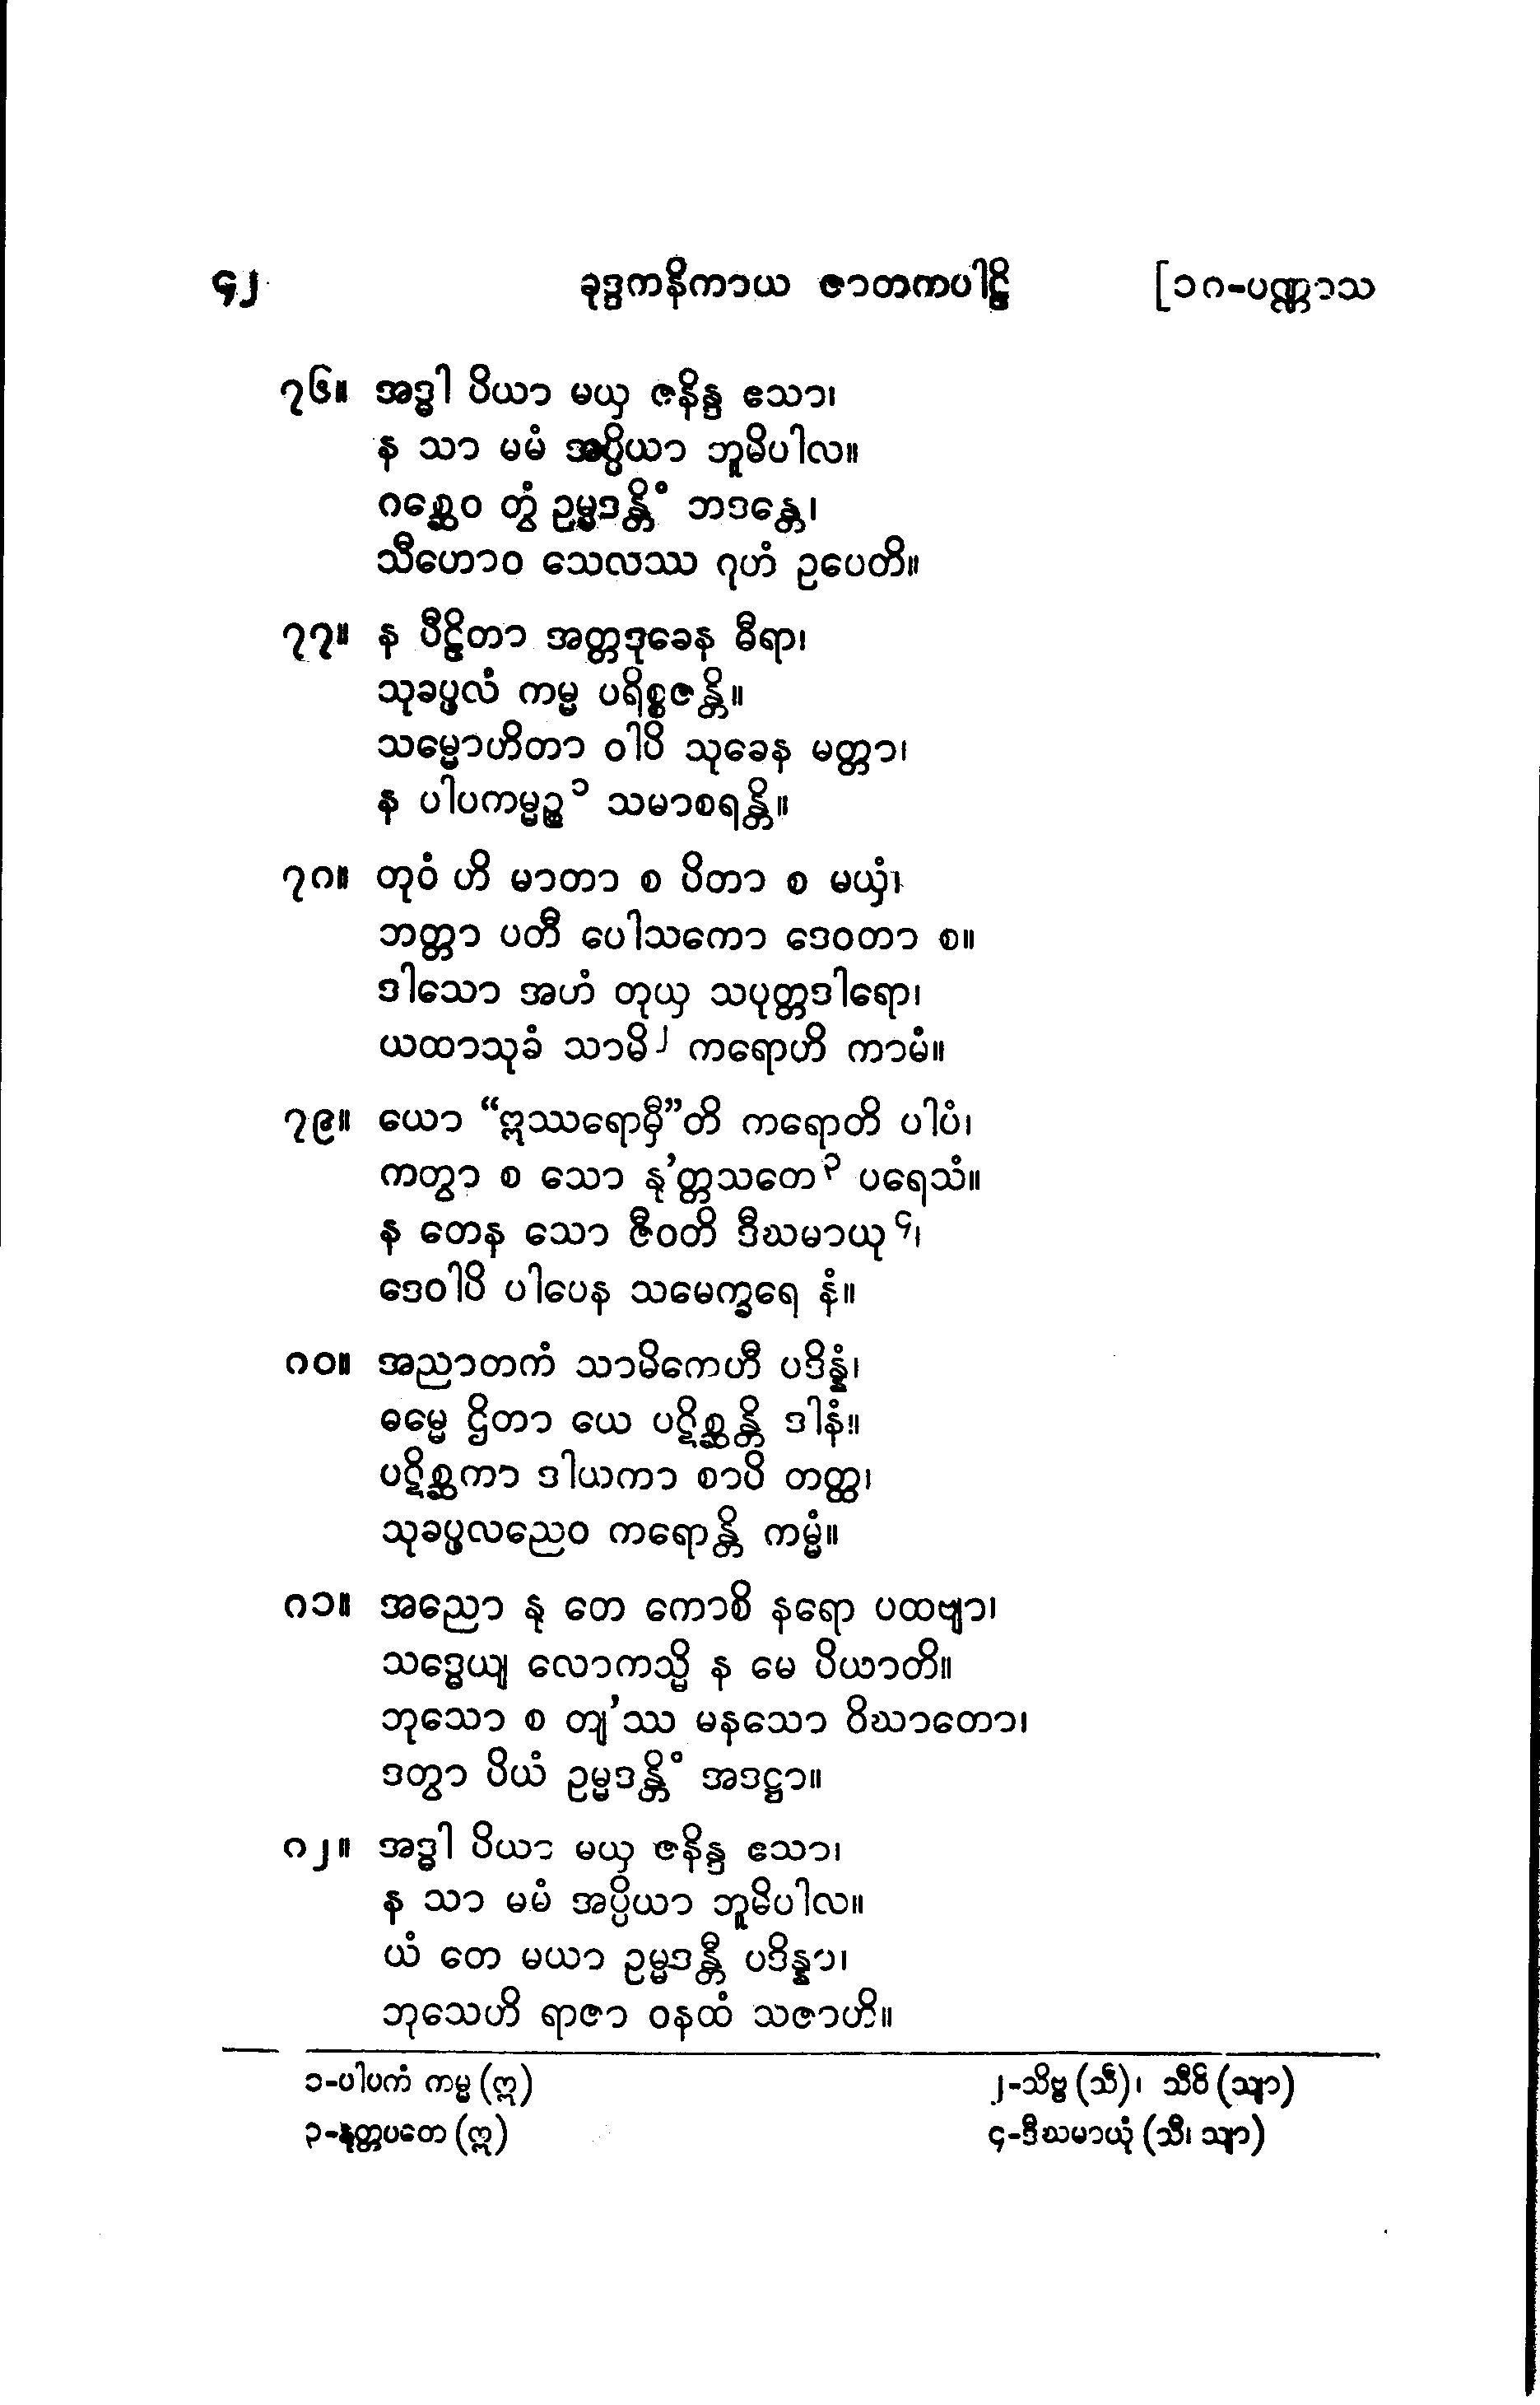 ၄၂ ခုဒ္ဒကနိကာယ ဇာတကပါဠိ [၁၈-ပဏ္ဏာသ
၇၆။ အဒ္ဓါ ပိယာ မယှ ဇနိန္ဒ ဧသာ၊
န သာ မမံ အပ္ပိယာ ဘူမိပါလ။
ဂစ္ဆေဝ တွံ ဥမ္မဒန္တိံ ဘဒန္တေ၊
သီဟောဝ သေလဿ ဂုဟံ ဥပေတိ။
၇၇။ န ပီဠိတာ အတ္တဒုခေန ဓီရာ၊
သုခပ္ဖလံ ကမ္မ ပရိစ္စဇန္တိ။
သမ္မောဟိတာ ဝါပိ သုခေန မတ္တာ၊
န ပါပကမ္မဉ္စ ၁ သမာစရန္တိ။
၇၈။ တုဝံ ဟိ မာတာ စ ပိတာ စ မယှံ၊
ဘတ္တာ ပတီ ပေါသကော ဒေဝတာ စ။
ဒါသော အဟံ တုယှ သပုတ္တဒါရော၊
ယထာသုခံ သာမိ ၂ ကရောဟိ ကာမံ။
၇၉။ ယော “ဣဿရောမှီ”တိ ကရောတိ ပါပံ၊
ကတွာ စ သော နု’တ္တသတေ ၃ ပရေသံ။
န တေန သော ဇီဝတိ ဒီဃမာယု ၄၊
ဒေဝါပိ ပါပေန သမေက္ခရေ နံ။
၈၀။ အညာတကံ သာမိကေဟီ ပဒိန္နံ၊
ဓမ္မေ ဌိတာ ယေ ပဋိစ္ဆန္တိ ဒါနံ။
ပဋိစ္ဆကာ ဒါယကာ စာပိ တတ္ထ၊
သုခပ္ဖလညေဝ ကရောန္တိ ကမ္မံ။
၈၁။ အညော နု တေ ကောစိ နရော ပထဗျာ၊
သဒ္ဓေယျ လောကသ္မိ န မေ ပိယာတိ။
ဘုသော စ တျ’ဿ မနသော ဝိဃာတော၊
ဒတွာ ပိယံ ဥမ္မဒန္တိံ အဒဋ္ဌာ။
၈၂။ အဒ္ဓါ ပိယာ မယှ ဇနိန္ဒ ဧသာ၊
န သာ မမံ အပ္ပိယာ ဘူမိပါလ။
ယံ တေ မယာ ဥမ္မဒန္တီ ပဒိန္နာ၊
ဘုသေဟိ ရာဇာ ဝနထံ သဇာဟိ။
၁-ပါပကံ ကမ္မ (ဣ) ၂-သိဗ္ဗ (သီ)၊ သီဝိ (သျာ)
၃-နုတ္တပတေ (ဣ) ၄-ဒီဃမာယုံ (သီ၊ သျာ)